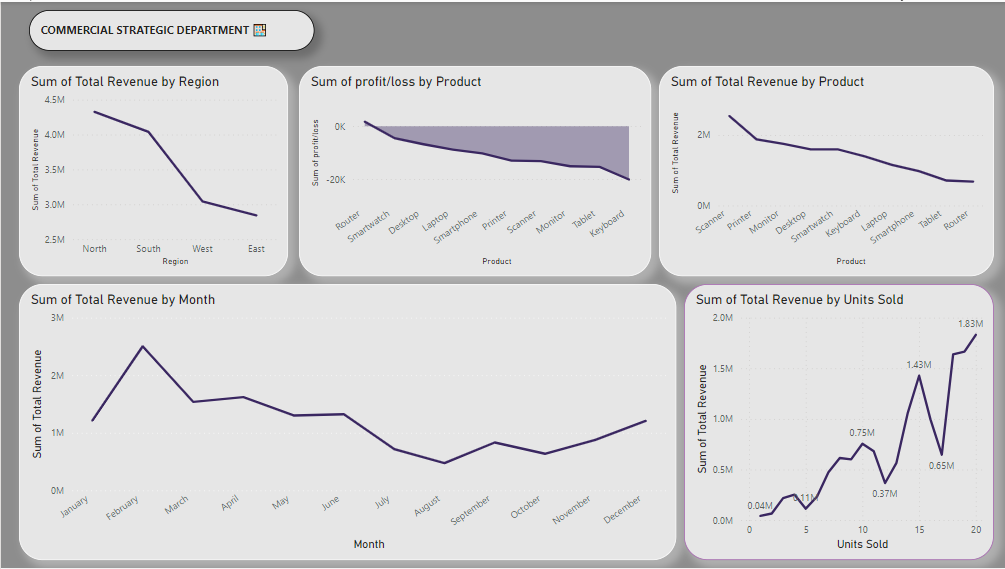 COMMERCIAL STRATEGIC DEPARTMENT
Sum of Total Revenue by Region
Sum of Total Revenue
4.5M
4.0M
3.5M
3.0M
2.5M
North South West East
Region
Sum of profit/loss by Product
Sum of profit/loss
0K
-20K
Router Smartwatch Desktop Laptop Smartphone Printer Scanner Monitor Tablet Keyboard
Product
Sum of Total Revenue by Product
Sum of Total Revenue
2M
0M
Scanner Printer Monitor Desktop Smartwatch Keyboard Laptop Smartphone Tablet Router
Product
Sum of Total Revenue by Month
Sum of Total Revenue
3M
2M
1M
0M
January February March April May June July August September October November December
Month
Sum of Total Revenue by Units Sold
Sum of Total Revenue
2.0M
1.5M
1.0M
0.5M
0.0M
0.04M
0.11M
0.75M
0.37M
1.43M
0.65M
1.83M
0 5 10 15 20
Units Sold